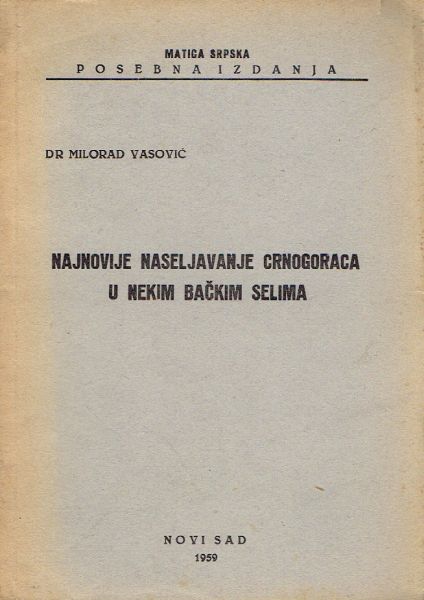 MATICA SRPSKA
POSEBNA IZDANJA
DR MILORAD VASOVIĆ
NAJNOVIJE NASELJAVANJE CRNOGORACA
U NEKIM BAČKIM SELIMA
NOVI SAD
1959